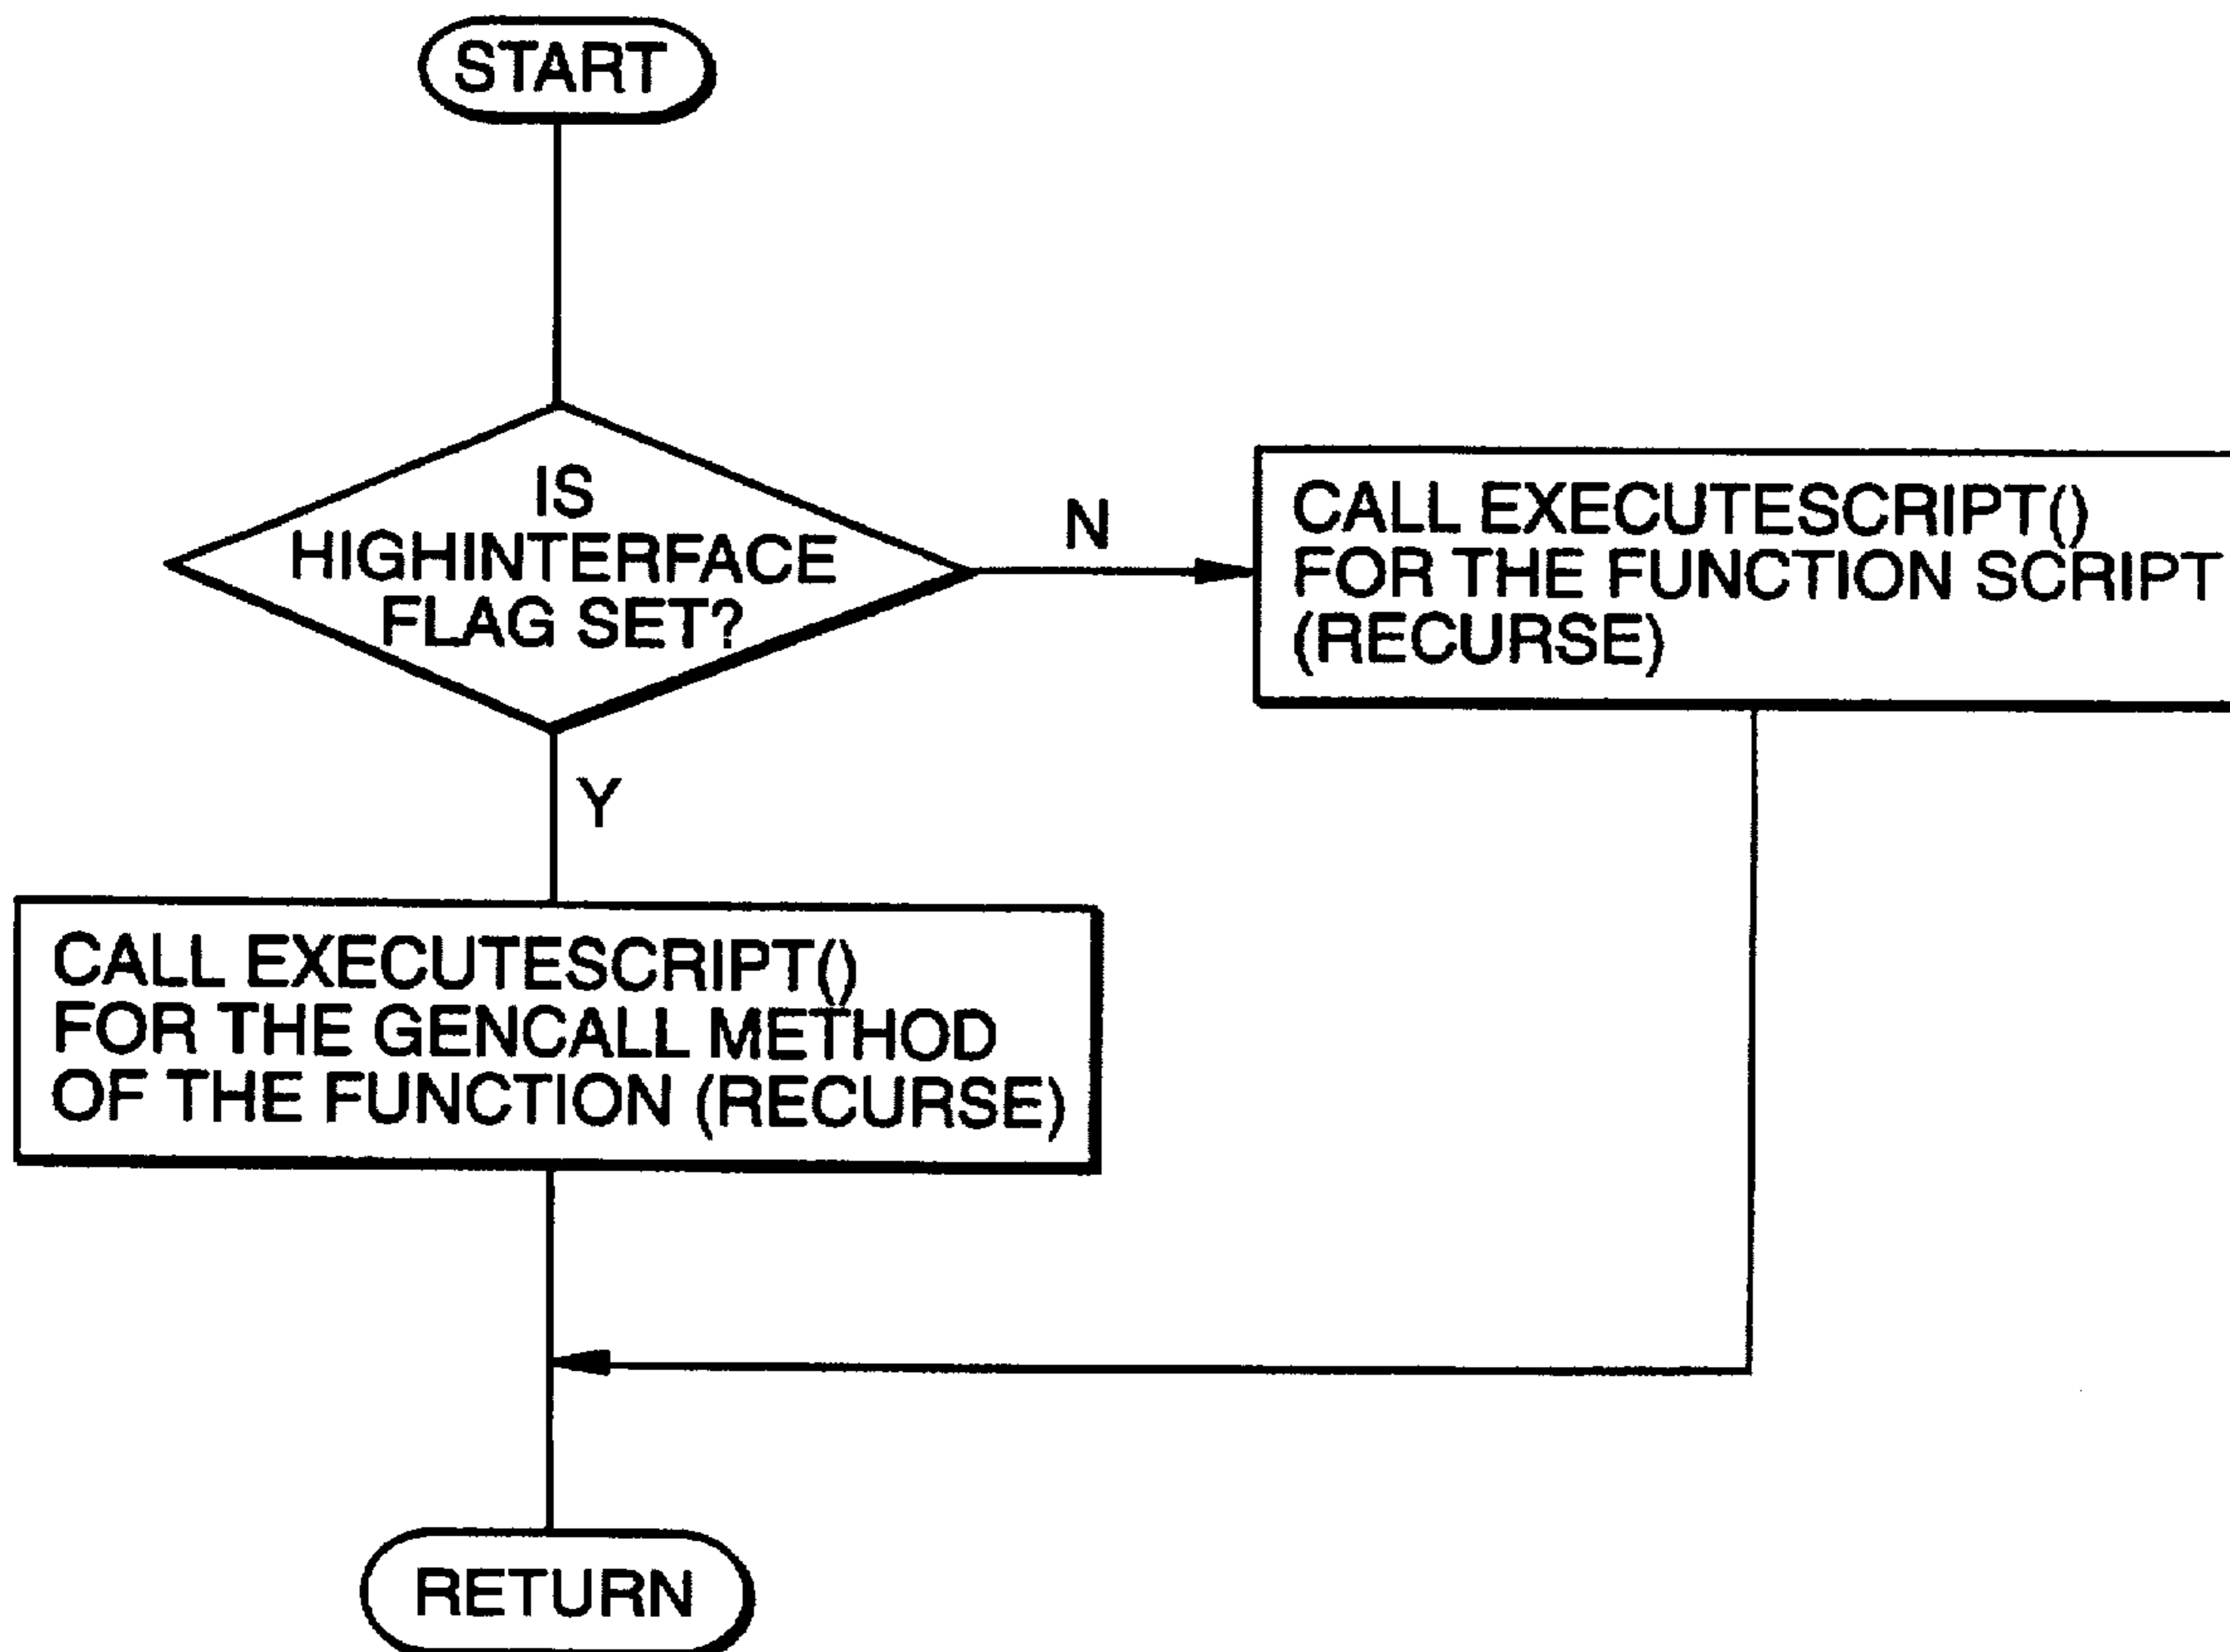 START
IS
HIGHINTERFACE
FLAG SET?
N
CALL EXECUTESCRIPT()
FOR THE FUNCTION SCRIPT
(RECURSE)
Y
CALL EXECUTESCRIPT()
FOR THE GENCALL METHOD
OF THE FUNCTION (RECURSE)
RETURN